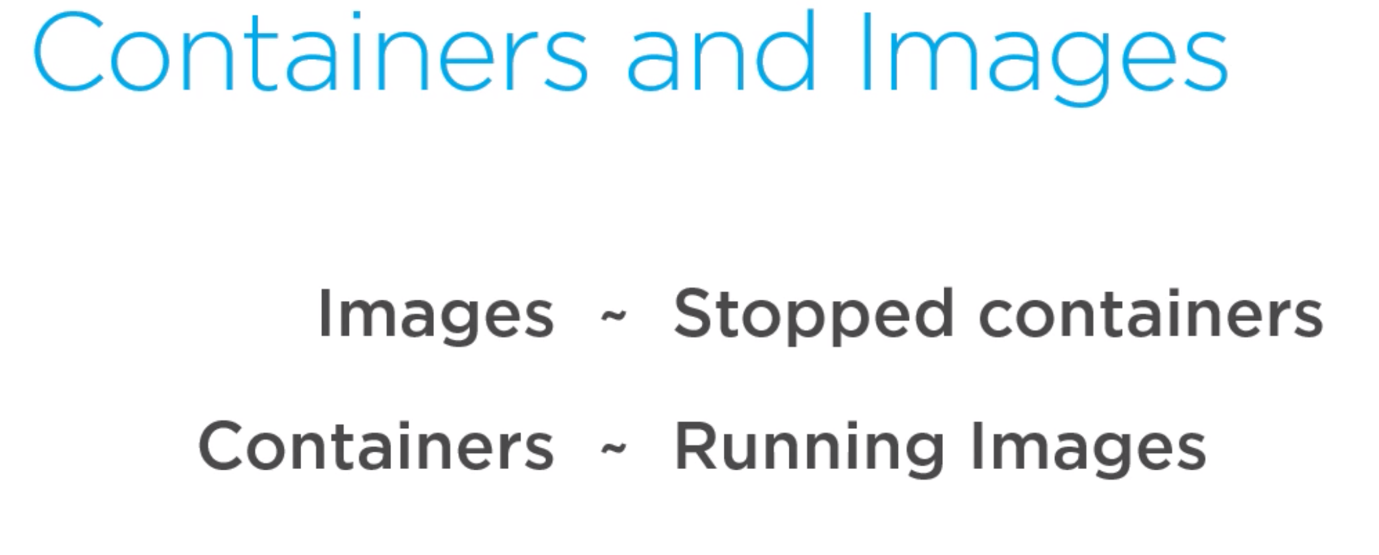 Containers and Images
Images ~ Stopped containers
Containers ~ Running Images